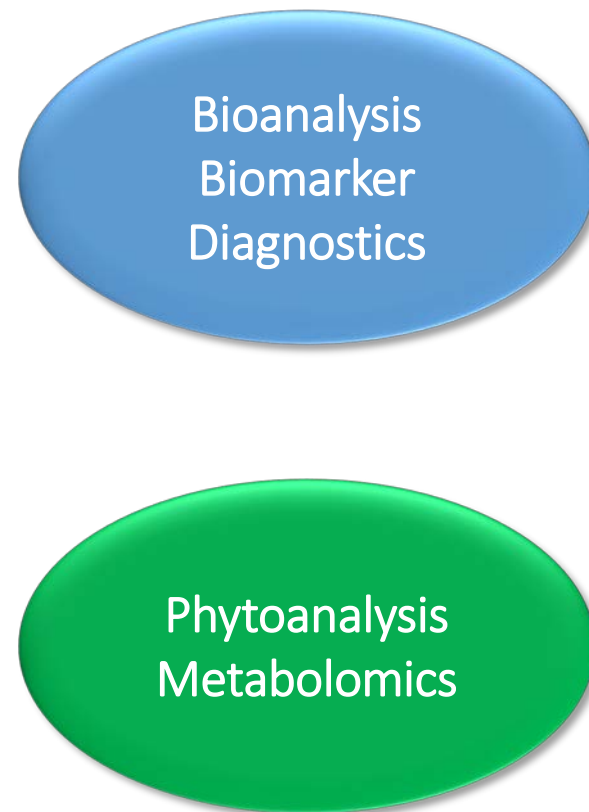 Bioanalysis
Biomarker
Diagnostics
Phytoanalysis
Metabolomics